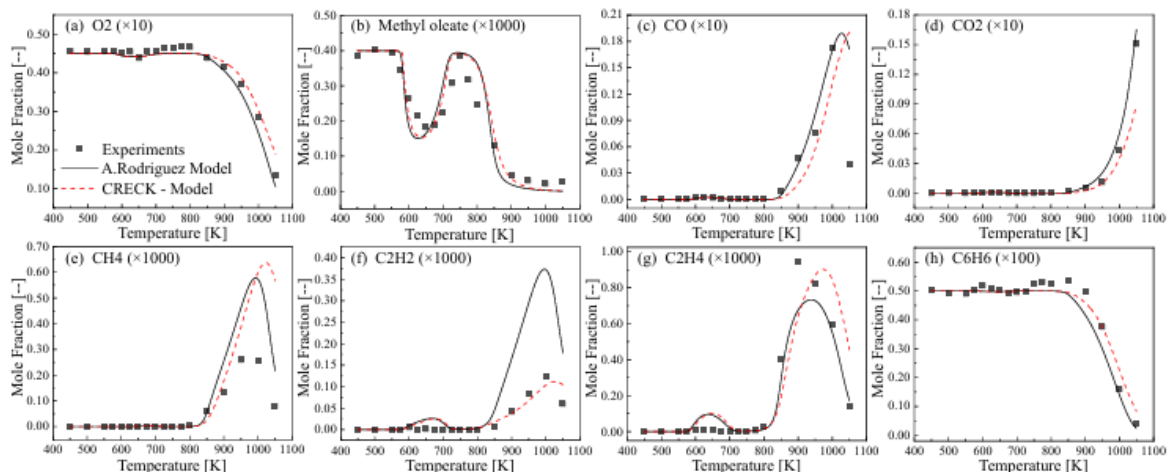 (a) O2 (×10)
Mole Fraction [--]
0.50
0.40
0.30
0.20
0.10
Experiments
A.Rodriguez Model
CRECK - Model
400 500 600 700 800 900 1000 1100
Temperature [K]
(b) Methyl oleate (×1000)
Mole Fraction [--]
0.50
0.40
0.30
0.20
0.10
0.00
400 500 600 700 800 900 1000 1100
Temperature [K]
(c) CO (×10)
Mole Fraction [--]
0.18
0.15
0.12
0.09
0.06
0.03
0.00
400 500 600 700 800 900 1000 1100
Temperature [K]
(d) CO2 (×10)
Mole Fraction [--]
0.18
0.15
0.12
0.09
0.06
0.03
0.00
400 500 600 700 800 900 1000 1100
Temperature [K]
(e) CH4 (×1000)
Mole Fraction [--]
0.70
0.60
0.50
0.40
0.30
0.20
0.10
0.00
400 500 600 700 800 900 1000 1100
Temperature [K]
(f) C2H2 (×1000)
Mole Fraction [--]
0.40
0.35
0.30
0.25
0.20
0.15
0.10
0.05
0.00
400 500 600 700 800 900 1000 1100
Temperature [K]
(g) C2H4 (×1000)
Mole Fraction [--]
1.00
0.80
0.60
0.40
0.20
0.00
400 500 600 700 800 900 1000 1100
Temperature [K]
(h) C6H6 (×100)
Mole Fraction [--]
0.60
0.50
0.40
0.30
0.20
0.10
0.00
400 500 600 700 800 900 1000 1100
Temperature [K]